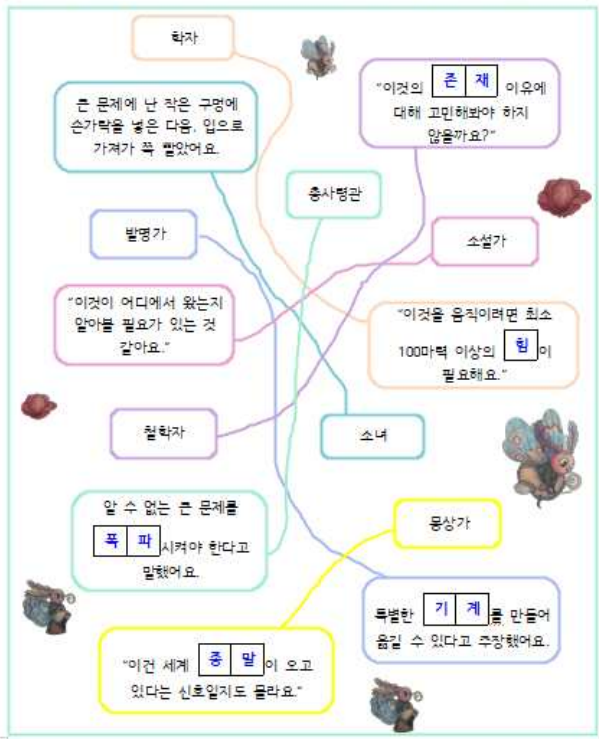 학자
"이것의 존재 이유에
대해 고민해봐야 하지
않을까요?"
큰 문제에 난 작은 구멍에
손가락을 넣은 다음, 입으로
가져가 쪽 빨았어요.
총사령관
발명가
소설가
"이것이 어디에서 왔는지
알아볼 필요가 있는 것
같아요."
"이것을 움직이려면 최소
100마력 이상의 힘이
필요해요."
철학자
소녀
알 수 없는 큰 문제를
폭파시켜야 한다고
말했어요.
몽상가
특별한 기계를 만들어
옮길 수 있다고 주장했어요.
"이건 세계 종말이 오고
있다는 신호일지도 몰라요."